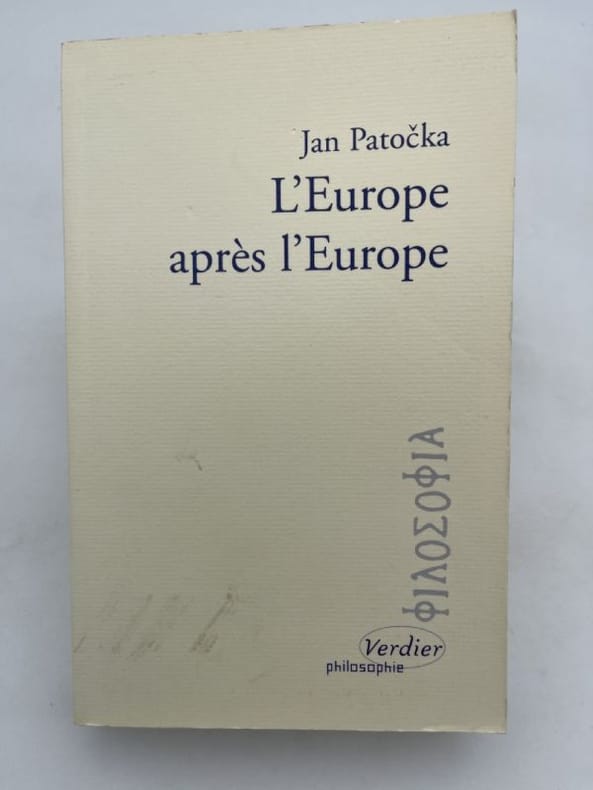 Jan Patočka
L'Europe
après l'Europe
ΦΙΛΟΣΟΦΙΑ
Verdier
philosophie